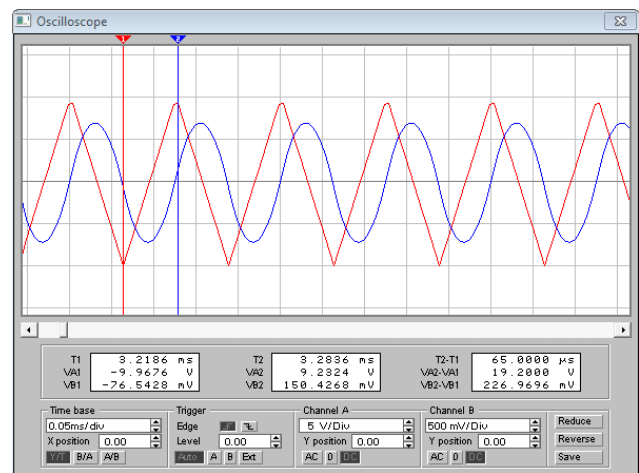 Oscilloscope
1 2
T1 3.2186 ms T2 3.2836 ms T2-T1 65.0000 µs
VA1 -9.9676 V VA2 9.2324 V VA2-VA1 19.2000 V
VB1 -76.5428 mV VB2 150.4268 mV VB2-VB1 226.9696 mV
Time base Trigger Channel A Channel B
0.05ms/div Edge 5 V/Div 500 mV/Div Reduce
X position 0.00 Level 0.00 Y position 0.00 Y position 0.00 Reverse
Y/T B/A A/B Auto A B Ext AC 0 DC AC 0 DC Save